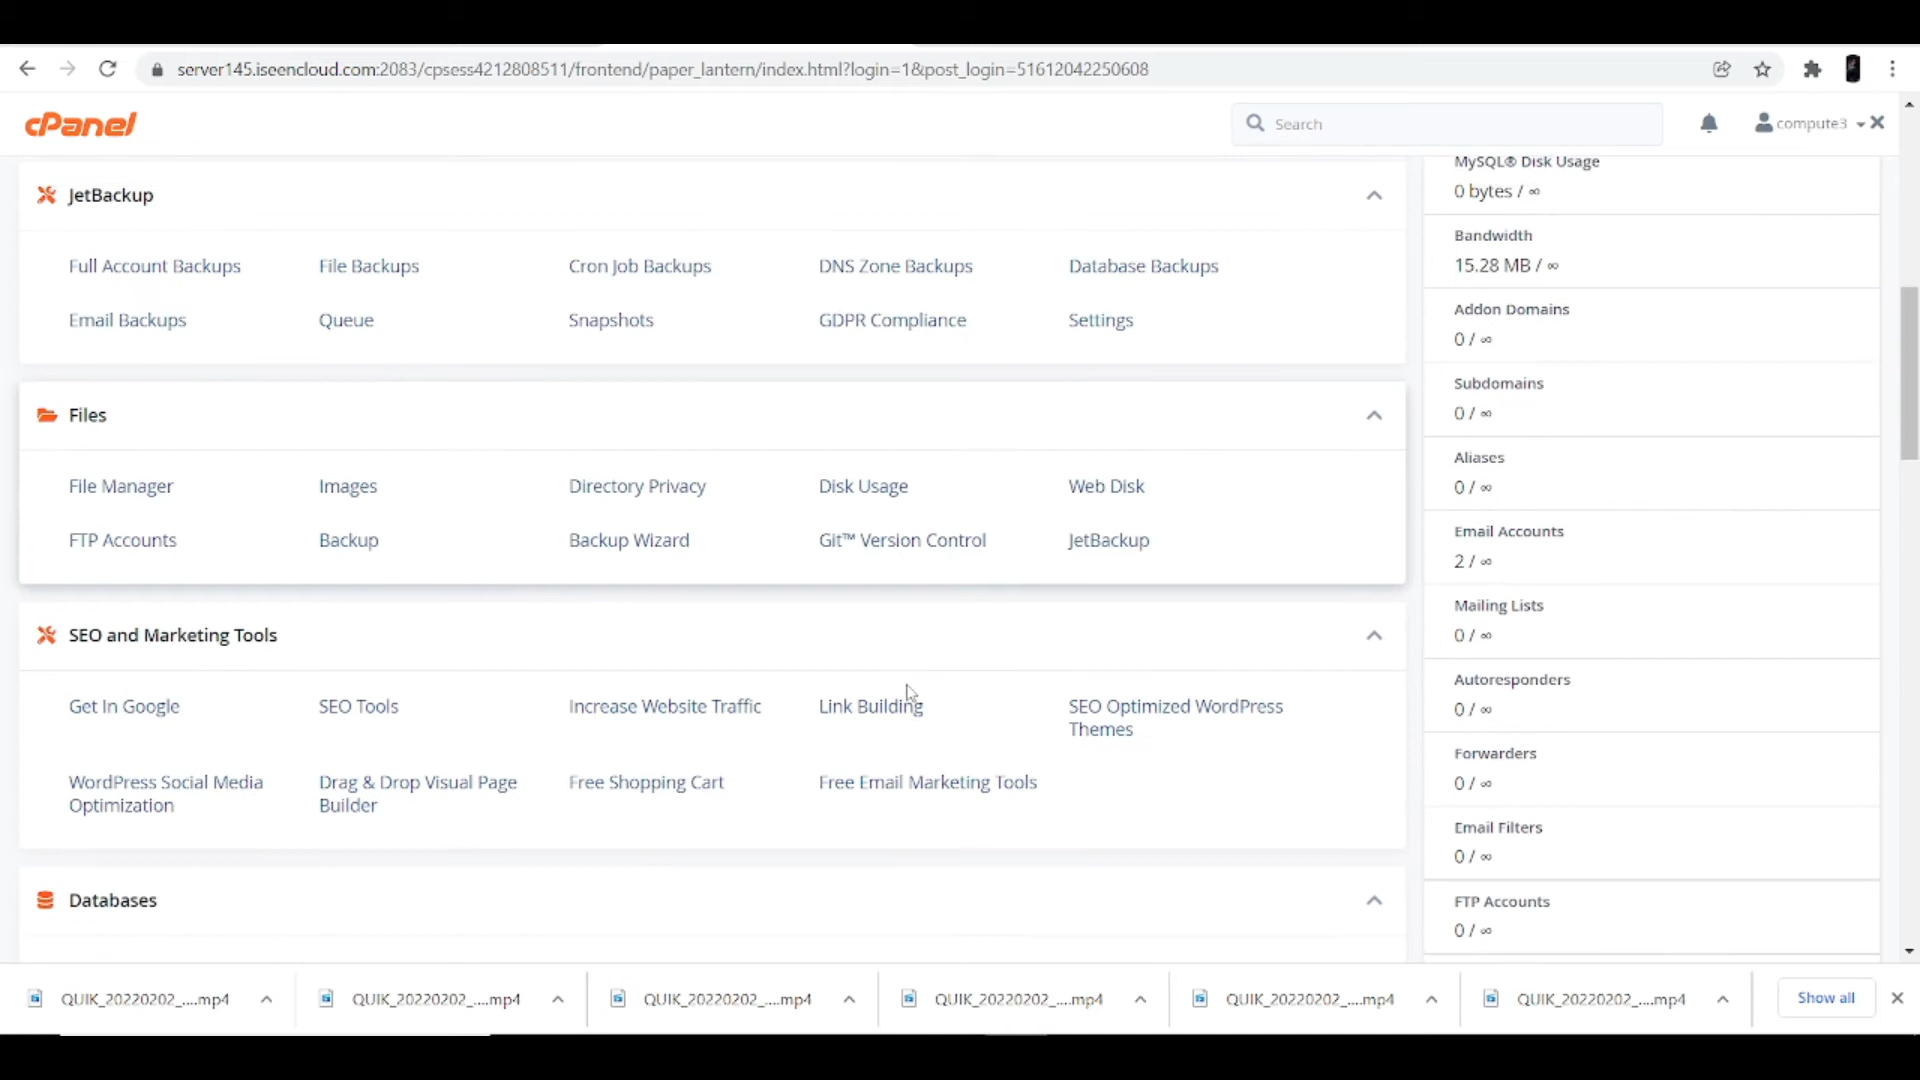 server145.iseencloud.com:2083/cpsess4212808511/frontend/paper_lantern/index.html?login=1&post_login=51612042250608
cPanel
Search
compute3
JetBackup
Full Account Backups
File Backups
Cron Job Backups
DNS Zone Backups
Database Backups
Email Backups
Queue
Snapshots
GDPR Compliance
Settings
Files
File Manager
Images
Directory Privacy
Disk Usage
Web Disk
FTP Accounts
Backup
Backup Wizard
Git™ Version Control
JetBackup
SEO and Marketing Tools
Get In Google
SEO Tools
Increase Website Traffic
Link Building
SEO Optimized WordPress
Themes
WordPress Social Media
Optimization
Drag & Drop Visual Page
Builder
Free Shopping Cart
Free Email Marketing Tools
Databases
MySQL® Disk Usage
0 bytes / ∞
Bandwidth
15.28 MB / ∞
Addon Domains
0 / ∞
Subdomains
0 / ∞
Aliases
0 / ∞
Email Accounts
2 / ∞
Mailing Lists
0 / ∞
Autoresponders
0 / ∞
Forwarders
0 / ∞
Email Filters
0 / ∞
FTP Accounts
0 / ∞
QUIK_20220202_....mp4
QUIK_20220202_....mp4
QUIK_20220202_....mp4
QUIK_20220202_....mp4
QUIK_20220202_....mp4
QUIK_20220202_....mp4
Show all